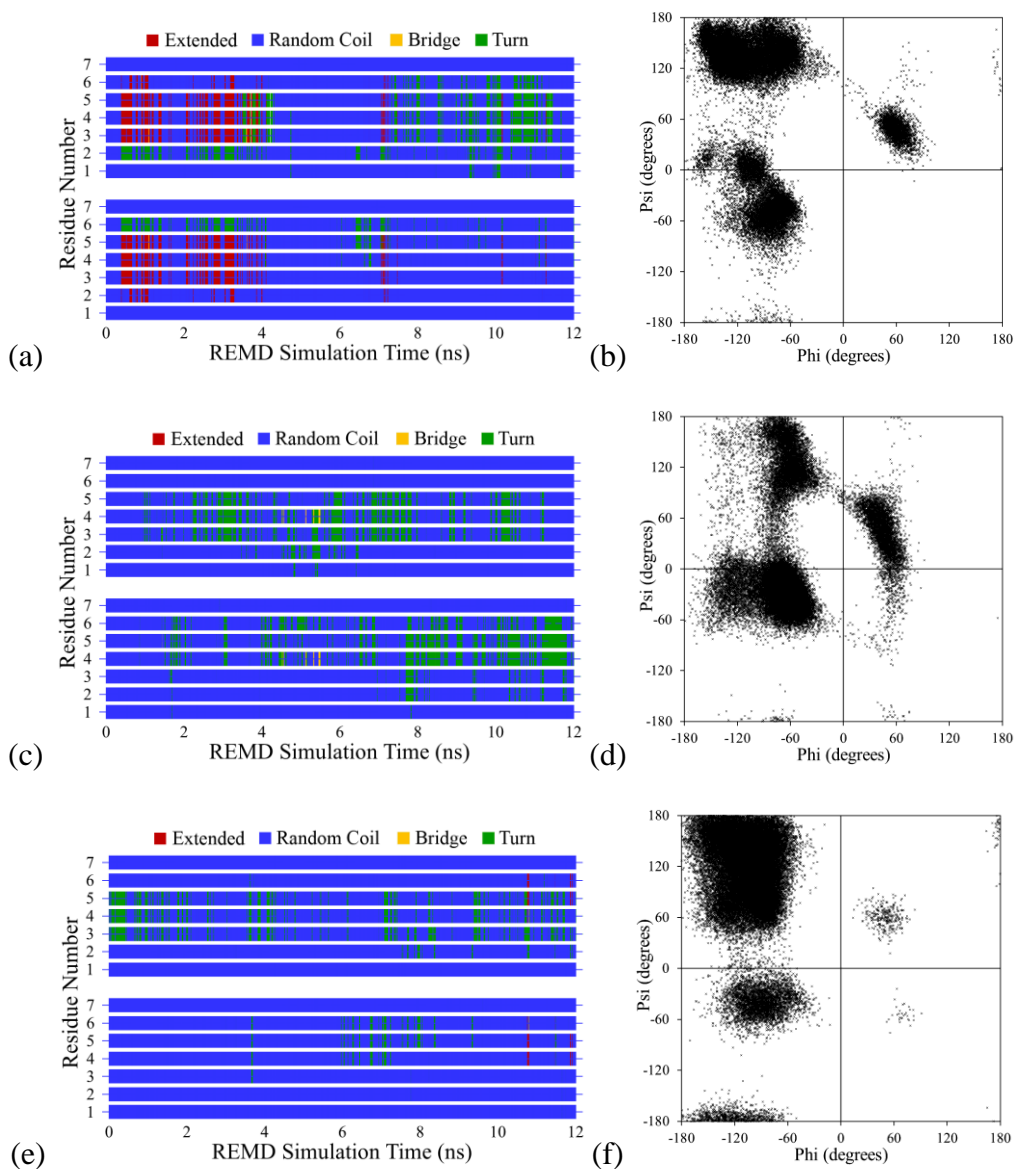 Extended Random Coil Bridge Turn
7
6
5
4
3
2
1
7
6
5
4
3
2
1
Residue Number
0 2 4 6 8 10 12
REMD Simulation Time (ns)
(a)
180
120
60
0
-60
-120
-180
Psi (degrees)
-180 -120 -60 0 60 120 180
Phi (degrees)
(b)
Extended Random Coil Bridge Turn
7
6
5
4
3
2
1
7
6
5
4
3
2
1
Residue Number
0 2 4 6 8 10 12
REMD Simulation Time (ns)
(c)
180
120
60
0
-60
-120
-180
Psi (degrees)
-180 -120 -60 0 60 120 180
Phi (degrees)
(d)
Extended Random Coil Bridge Turn
7
6
5
4
3
2
1
7
6
5
4
3
2
1
Residue Number
0 2 4 6 8 10 12
REMD Simulation Time (ns)
(e)
180
120
60
0
-60
-120
-180
Psi (degrees)
-180 -120 -60 0 60 120 180
Phi (degrees)
(f)